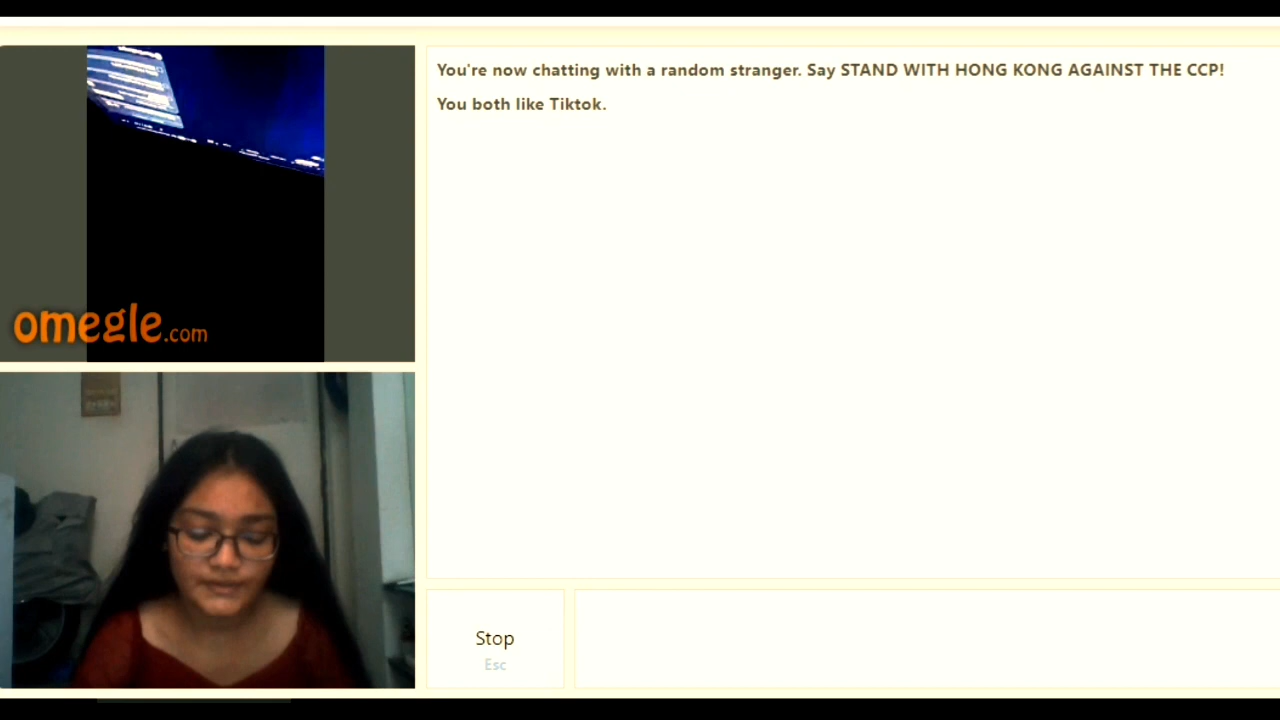 You're now chatting with a random stranger. Say STAND WITH HONG KONG AGAINST THE CCP!
You both like Tiktok.
omegle.com
Stop
Esc